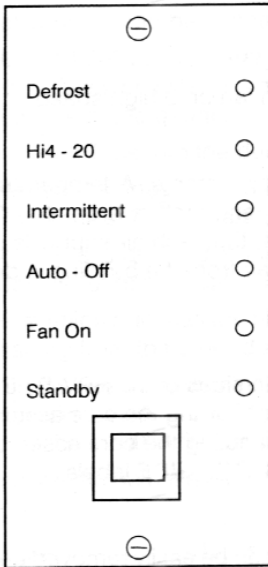 Defrost
Hi4 - 20
Intermittent
Auto - Off
Fan On
Standby